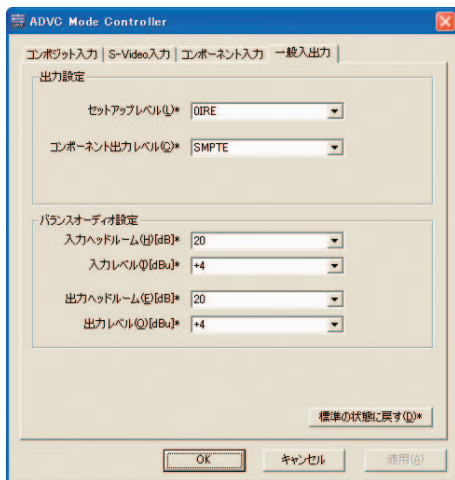 ADVC Mode Controller
コンポジット入力 S-Video入力 コンポーネント入力 一般入出力
出力設定
セットアップレベル(L)* 0IRE
コンポーネント出力レベル(C)* SMPTE
バランスオーディオ設定
入力ヘッドルーム(H)[dB]* 20
入力レベル(I)[dBu]* +4
出力ヘッドルーム(E)[dB]* 20
出力レベル(O)[dBu]* +4
標準の状態に戻す(D)*
OK キャンセル 適用(A)